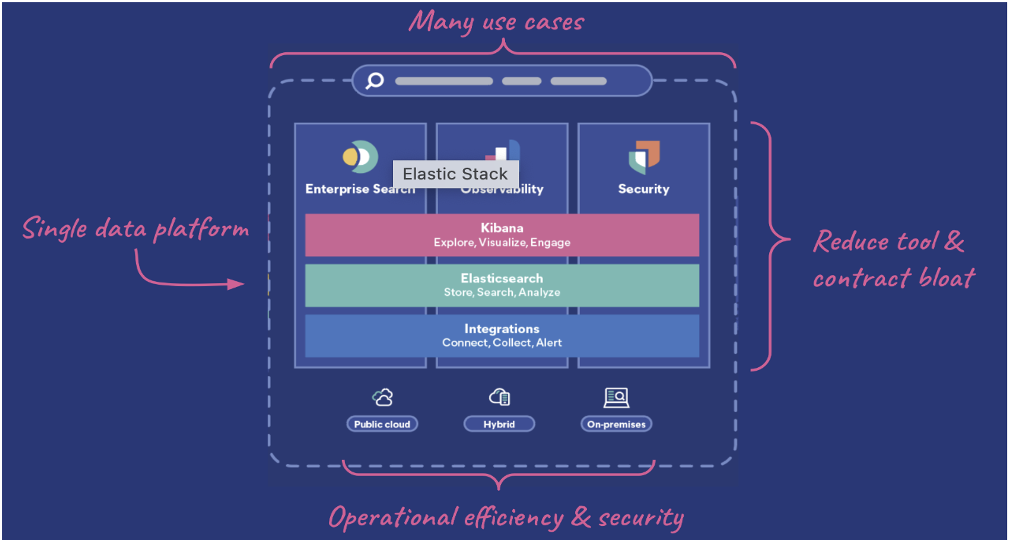 Many use cases
Elastic Stack
Enterprise Search
Observability
Security
Single data platform
Kibana
Explore, Visualize, Engage
Reduce tool &
contract bloat
Elasticsearch
Store, Search, Analyze
Integrations
Connect, Collect, Alert
Public cloud
Hybrid
On-premises
Operational efficiency & security